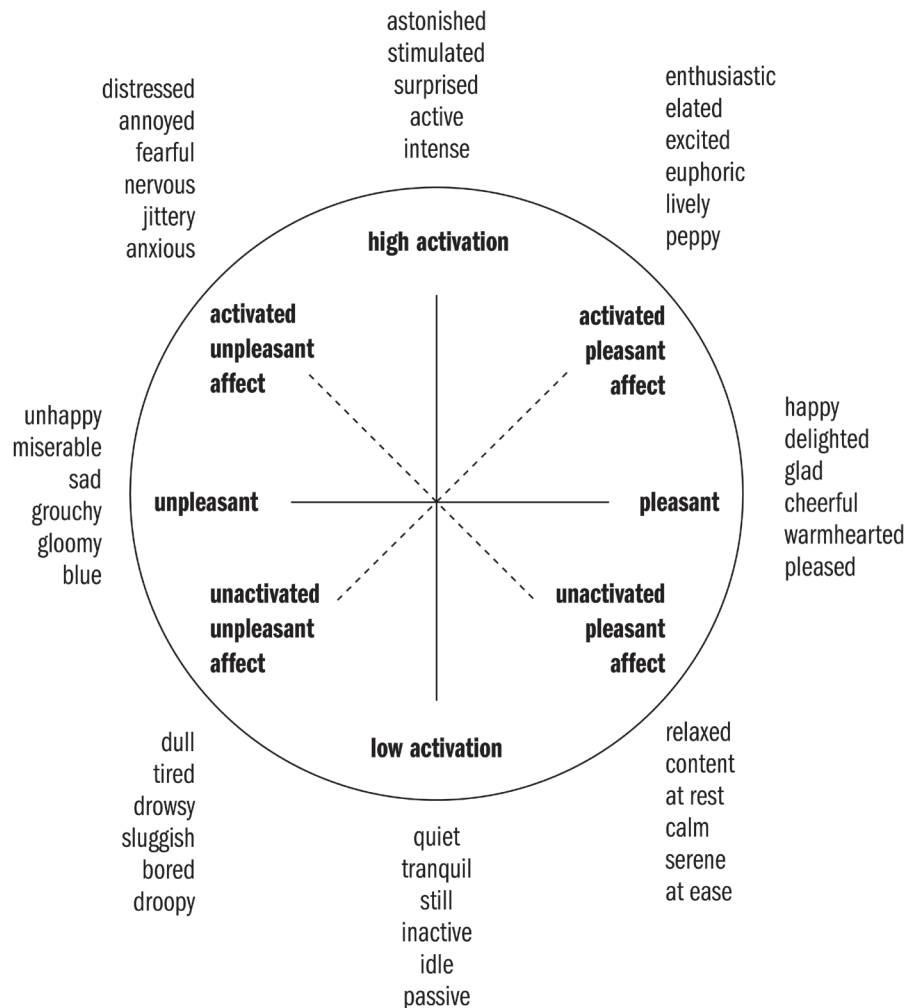 astonished
stimulated
surprised
active
intense
distressed
annoyed
fearful
nervous
jittery
anxious
enthusiastic
elated
excited
euphoric
lively
peppy
high activation
activated
unpleasant
affect
activated
pleasant
affect
unhappy
miserable
sad
grouchy
gloomy
blue
unpleasant
pleasant
happy
delighted
glad
cheerful
warmhearted
pleased
unactivated
unpleasant
affect
unactivated
pleasant
affect
low activation
dull
tired
drowsy
sluggish
bored
droopy
quiet
tranquil
still
inactive
idle
passive
relaxed
content
at rest
calm
serene
at ease